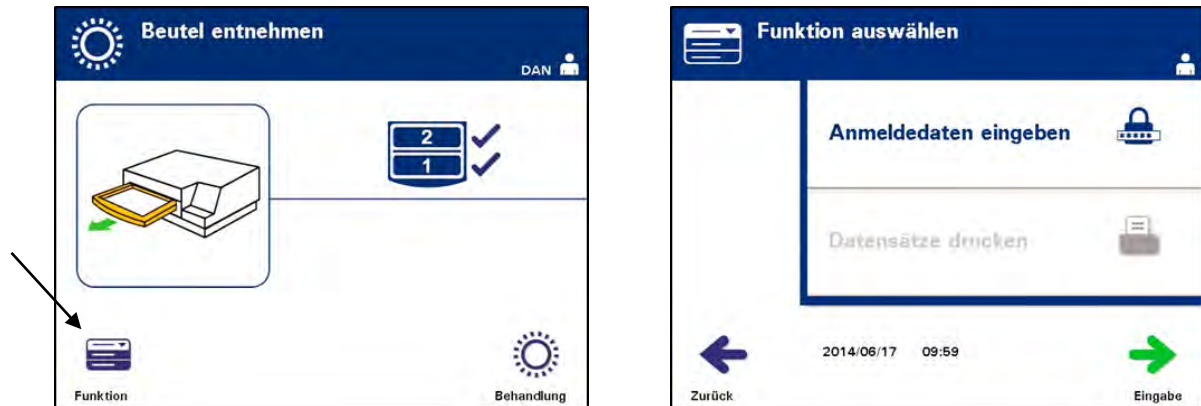 Beutel entnehmen
DAN
2
1
Funktion
Behandlung
Funktion auswählen
Anmeldedaten eingeben
Datensätze drucken
2014/06/17 09:59
Zurück
Eingabe